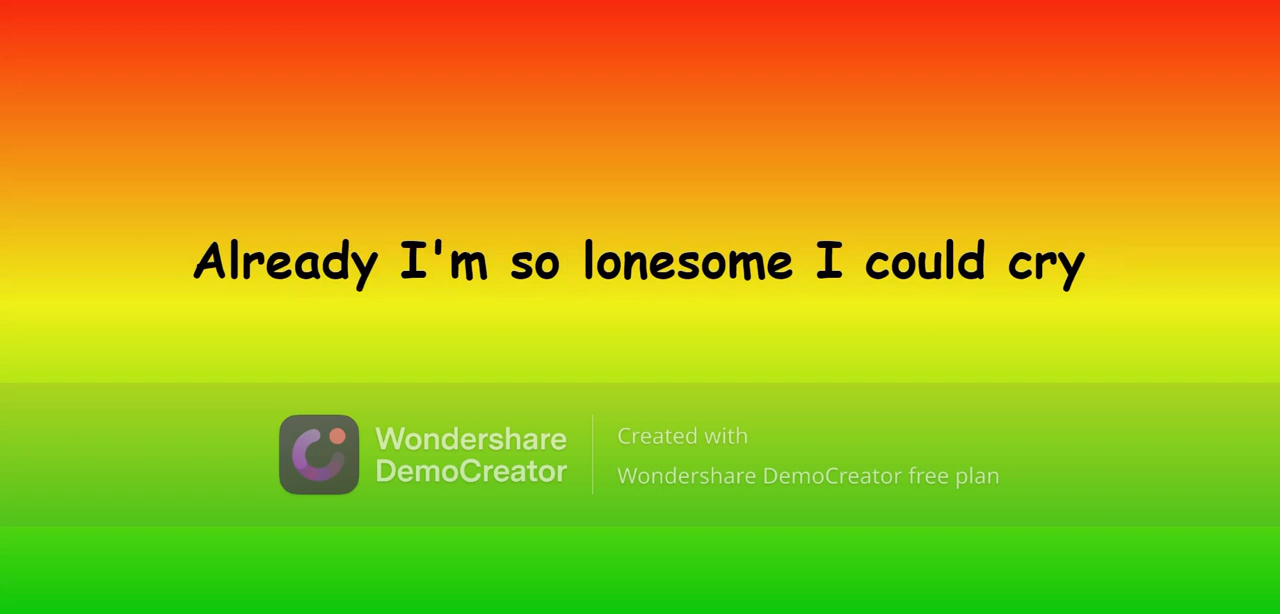 Already I'm so lonesome I could cry
Wondershare
DemoCreator
Created with
Wondershare DemoCreator free plan